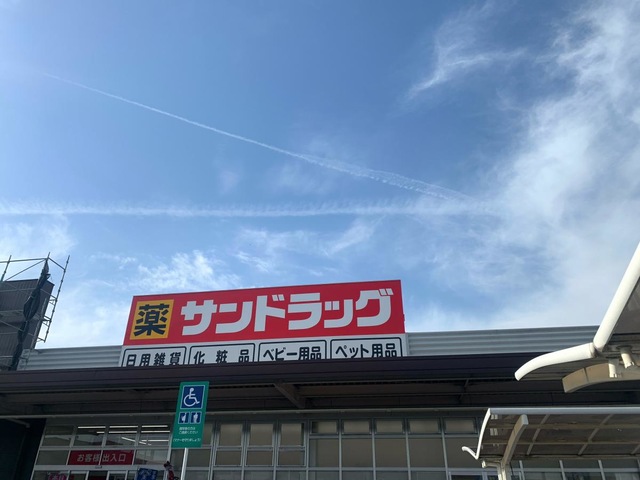 薬 サンドラッグ
日用雑貨 化粧品 ベビー用品 ペット用品
お客様出入口